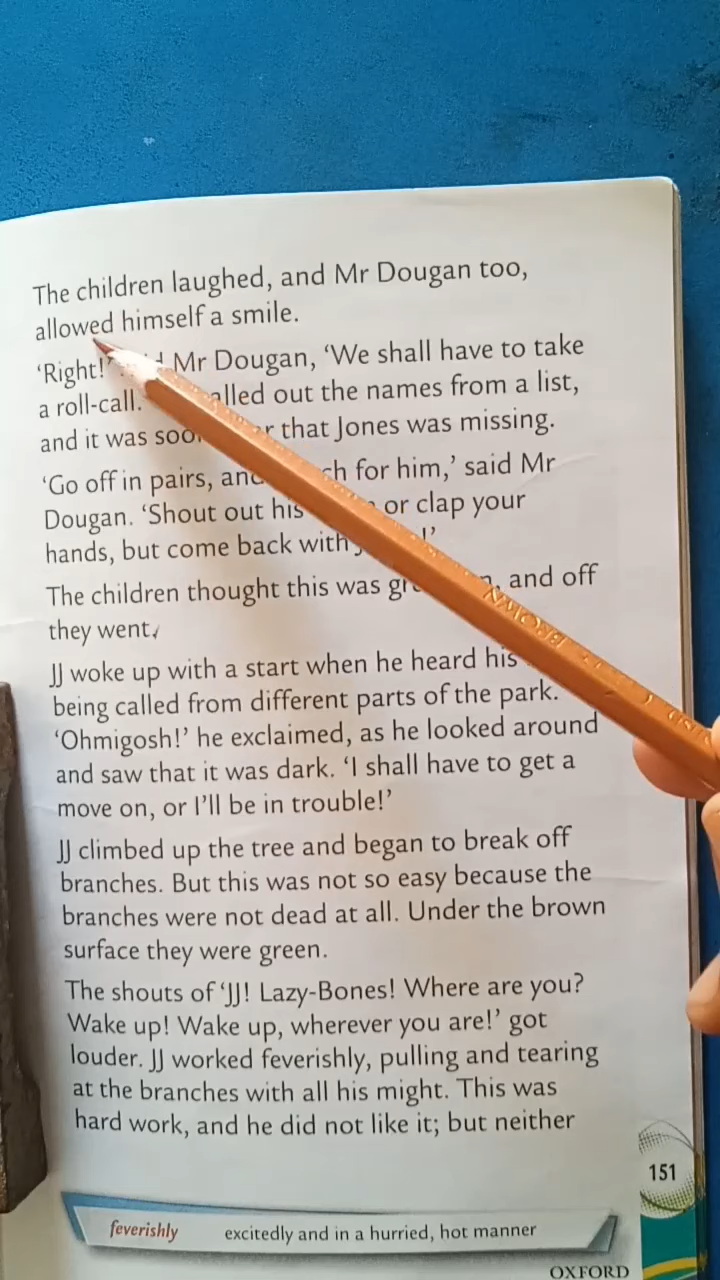 The children laughed, and Mr Dougan too,
allowed himself a smile.
'Right!' Mr Dougan, 'We shall have to take
a roll-call. out the names from a list,
and it was that Jones was missing.
'Go off in pairs, for him,' said Mr
Dougan. 'Shout out his or clap your
hands, but come back with
The children thought this was and off
they went.
JJ woke up with a start when he heard his
being called from different parts of the park.
'Ohmigosh!' he exclaimed, as he looked around
and saw that it was dark. 'I shall have to get a
move on, or I'll be in trouble!'
JJ climbed up the tree and began to break off
branches. But this was not so easy because the
branches were not dead at all. Under the brown
surface they were green.
The shouts of 'JJ! Lazy-Bones! Where are you?
Wake up! Wake up, wherever you are!' got
louder. JJ worked feverishly, pulling and tearing
at the branches with all his might. This was
hard work, and he did not like it; but neither
151
feverishly excitedly and in a hurried, hot manner
OXFORD
BROWN